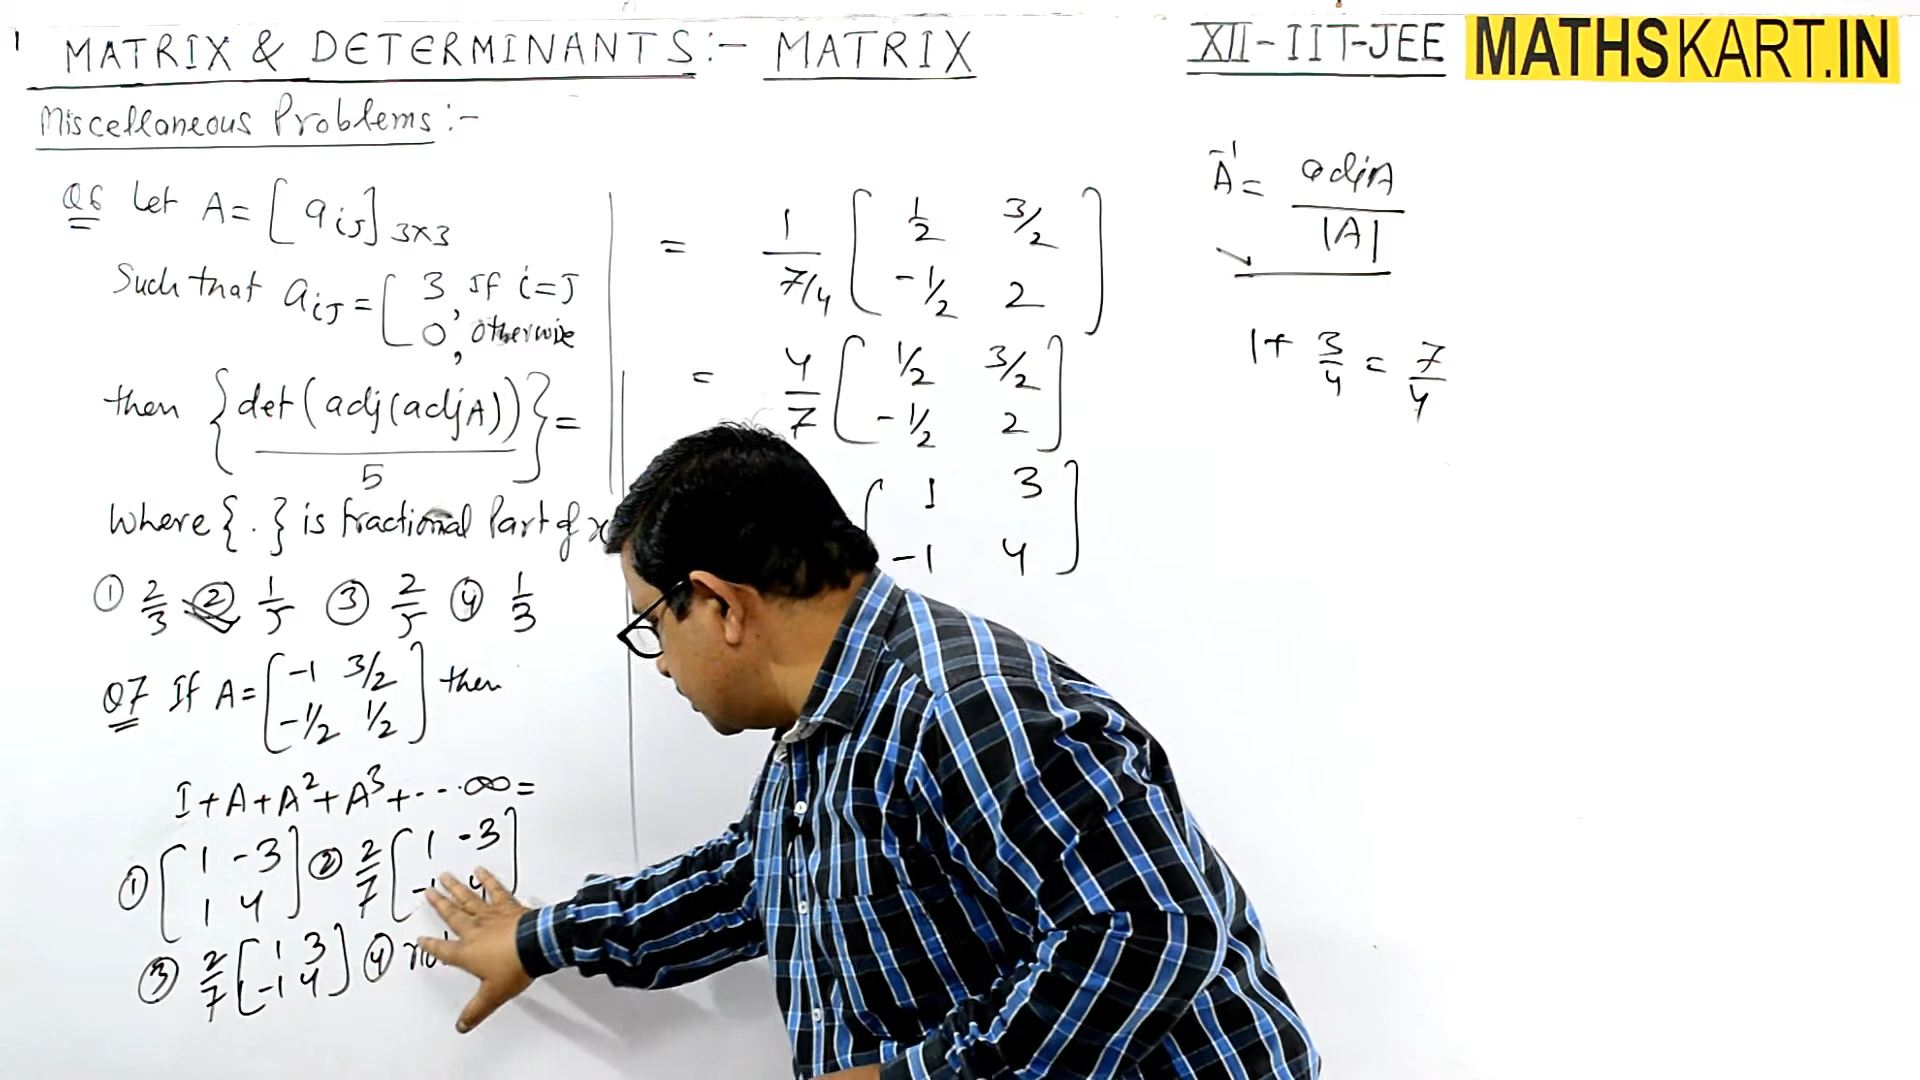 1 MATRIX & DETERMINANTS:- MATRIX XII-IIT-JEE MATHSKART.IN
Miscellaneous Problems:-
Q6 Let A = [aij]3×3
Such that aij = [3, If i=J
0, otherwise
then {det(adj(adjA))/5} =
Where {.} is fractional Part of x
① 2/3 ② 1/5 ③ 2/5 ④ 1/3
Q7 If A = [-1 3/2
-1/2 1/2] then
I+A+A²+A³+---∞=
① [1 -3
1 4] ② 2/7 [1 -3
-1 4]
③ 2/7 [1 3
-1 4] ④
= 1/(7/4) [1/2 3/2
-1/2 2]
= 4/7 [1/2 3/2
-1/2 2]
[1 3
-1 4]
A⁻¹ = adjA/|A|
1+ 3/4 = 7/4